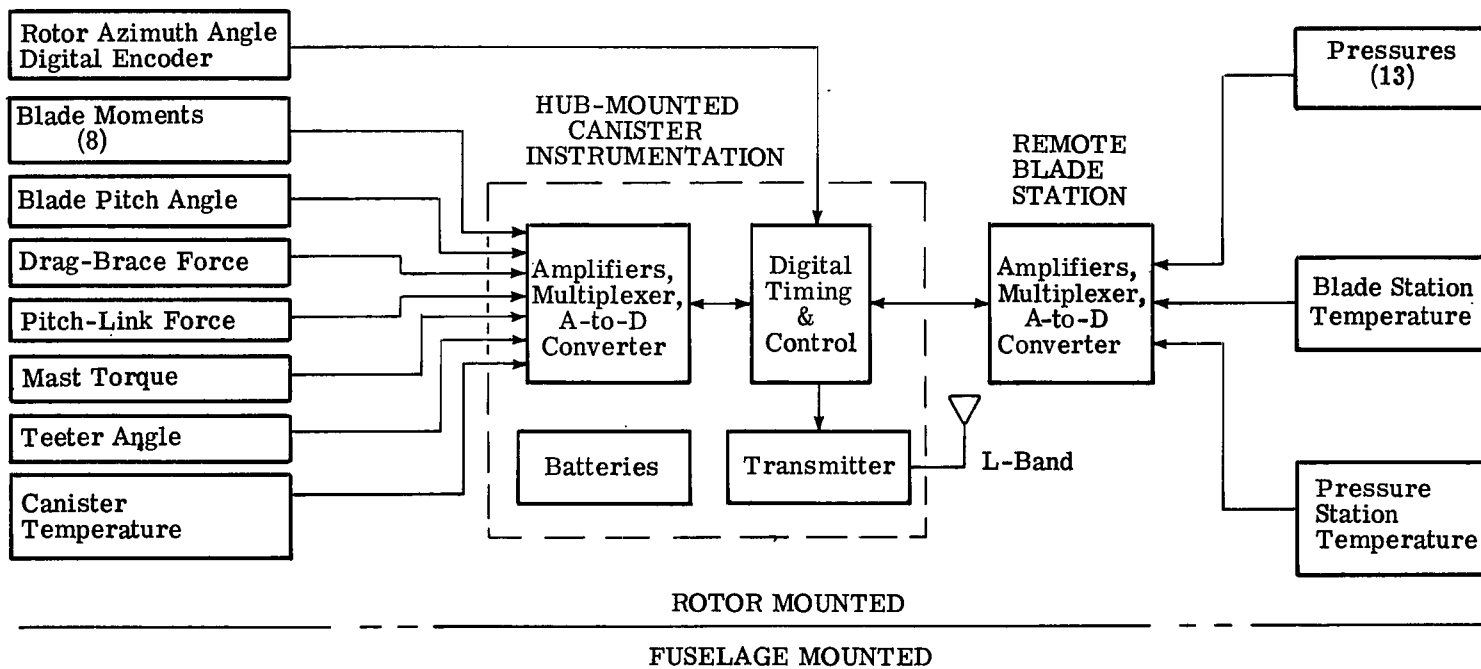 Rotor Azimuth Angle
Digital Encoder
Blade Moments
(8)
Blade Pitch Angle
Drag-Brace Force
Pitch-Link Force
Mast Torque
Teeter Angle
Canister
Temperature
HUB-MOUNTED
CANISTER
INSTRUMENTATION
Amplifiers,
Multiplexer,
A-to-D
Converter
Digital
Timing
&
Control
Batteries
Transmitter
L-Band
REMOTE
BLADE
STATION
Amplifiers,
Multiplexer,
A-to-D
Converter
Pressures
(13)
Blade Station
Temperature
Pressure
Station
Temperature
ROTOR MOUNTED
FUSELAGE MOUNTED